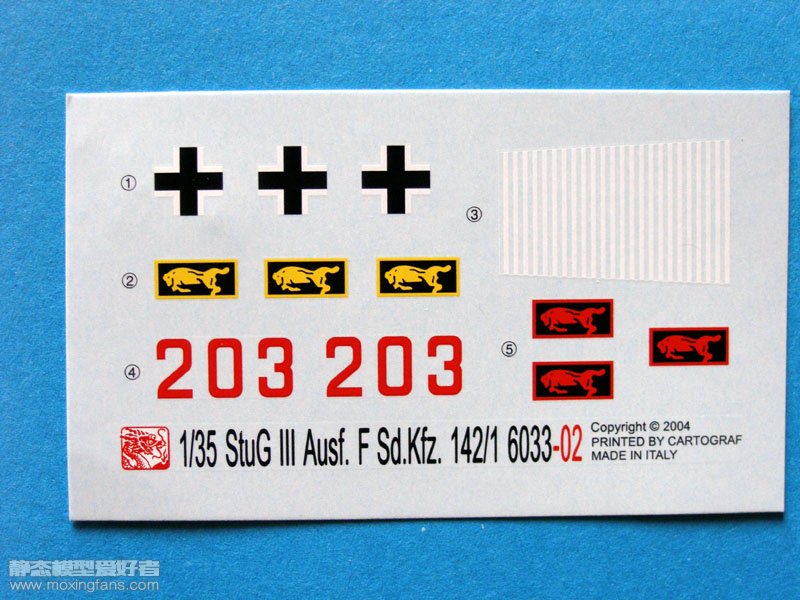 ①
②
③
④ 203 203
⑤
1/35 StuG III Ausf. F Sd.Kfz. 142/1 6033-02
Copyright © 2004
PRINTED BY CARTOGRAF
MADE IN ITALY
静态模型爱好者
www.moxingfans.com